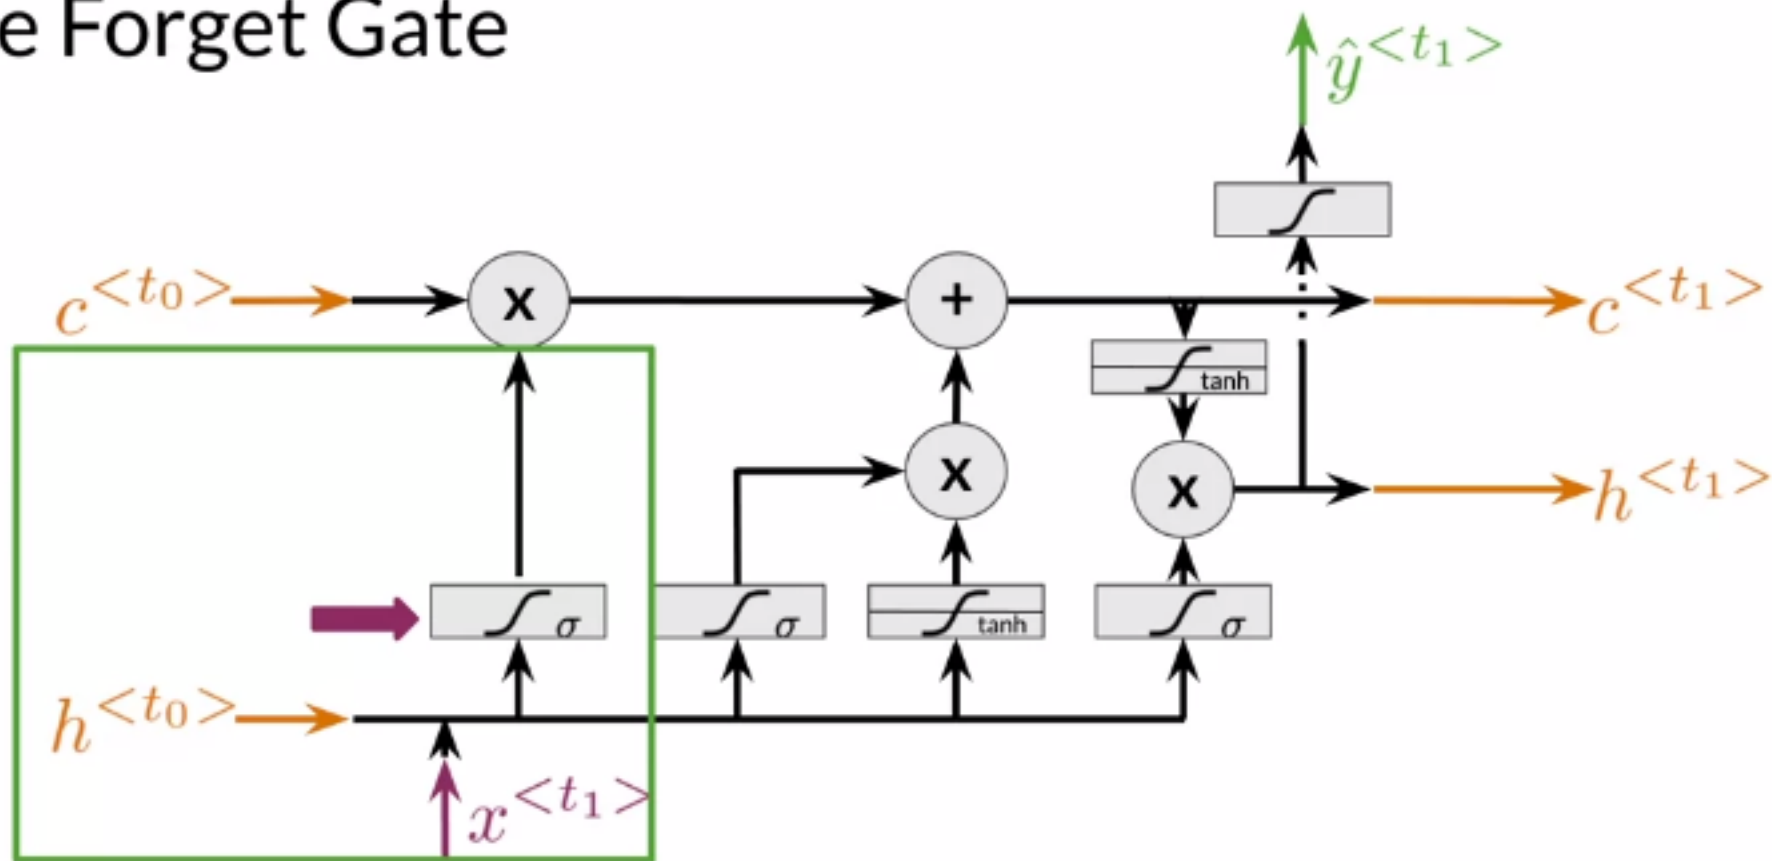 e Forget Gate
ŷ<t₁>
c<t₀>
x
+
c<t₁>
tanh
x
x
h<t₁>
σ
σ
tanh
σ
h<t₀>
x<t₁>